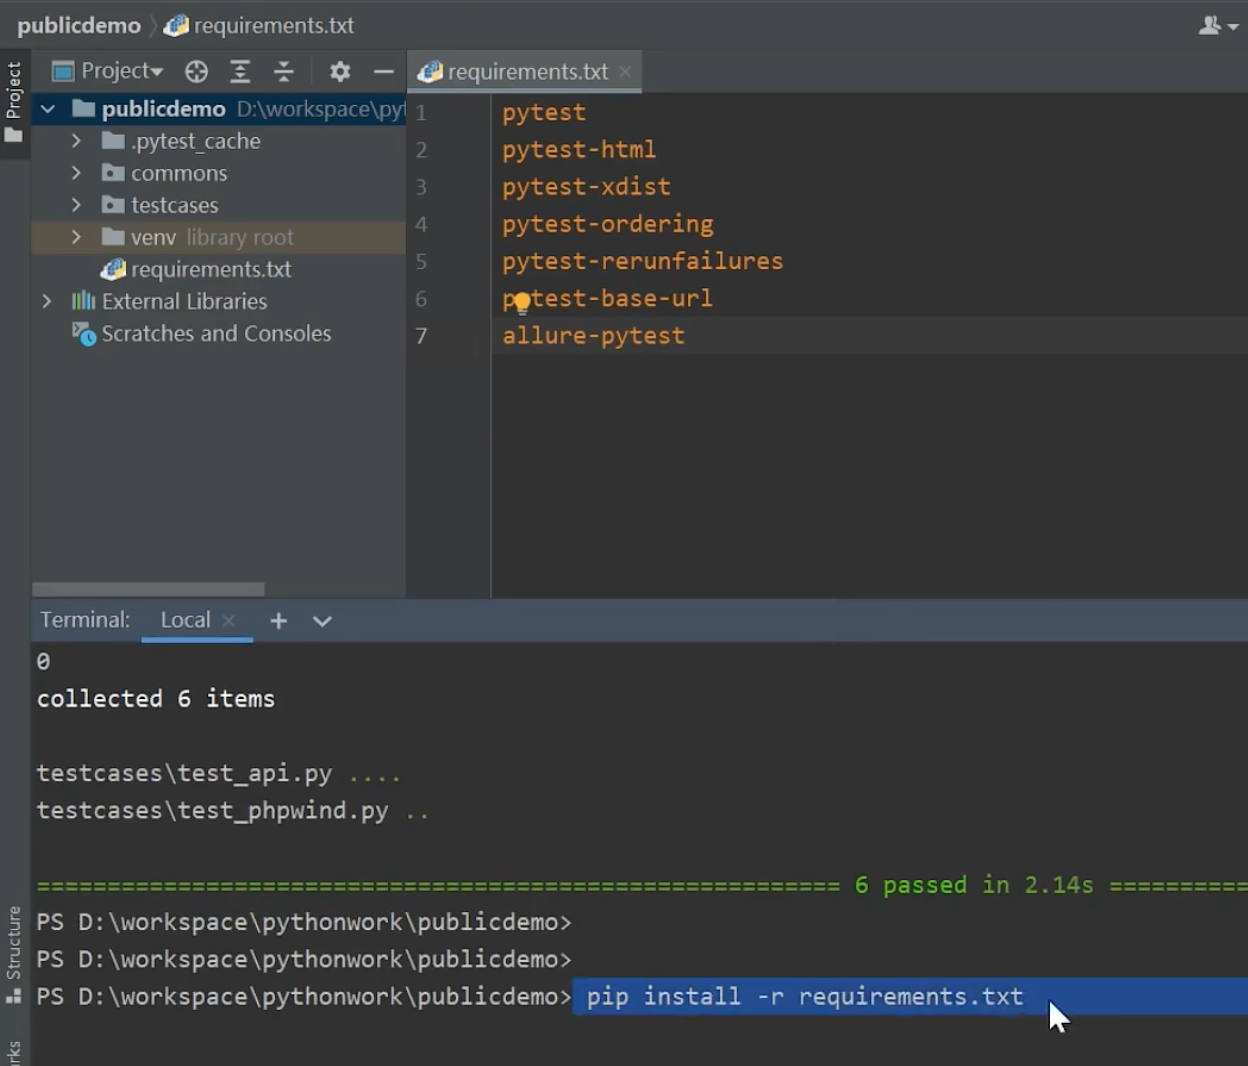 publicdemo requirements.txt
Project
Project
requirements.txt
publicdemo D:\workspace\pyt
.pytest_cache
commons
testcases
venv library root
requirements.txt
External Libraries
Scratches and Consoles
1 pytest
2 pytest-html
3 pytest-xdist
4 pytest-ordering
5 pytest-rerunfailures
6 pytest-base-url
7 allure-pytest
Terminal: Local
0
collected 6 items
testcases\test_api.py ....
testcases\test_phpwind.py ..
========================================================= 6 passed in 2.14s ==========
PS D:\workspace\pythonwork\publicdemo>
PS D:\workspace\pythonwork\publicdemo>
PS D:\workspace\pythonwork\publicdemo> pip install -r requirements.txt
Structure
rks